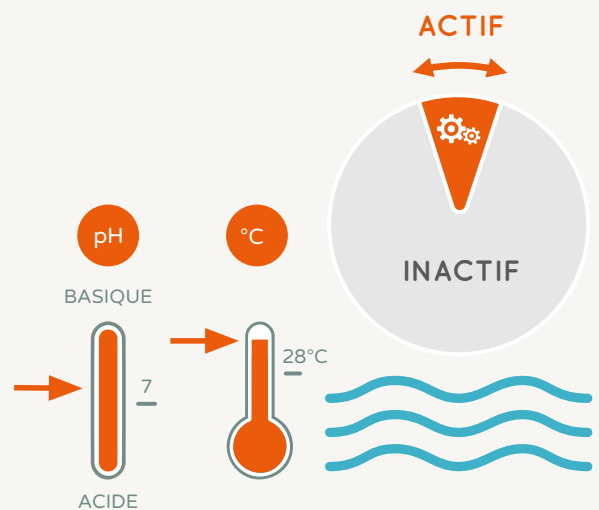 ACTIF
INACTIF
pH
°C
BASIQUE
7
28°C
ACIDE